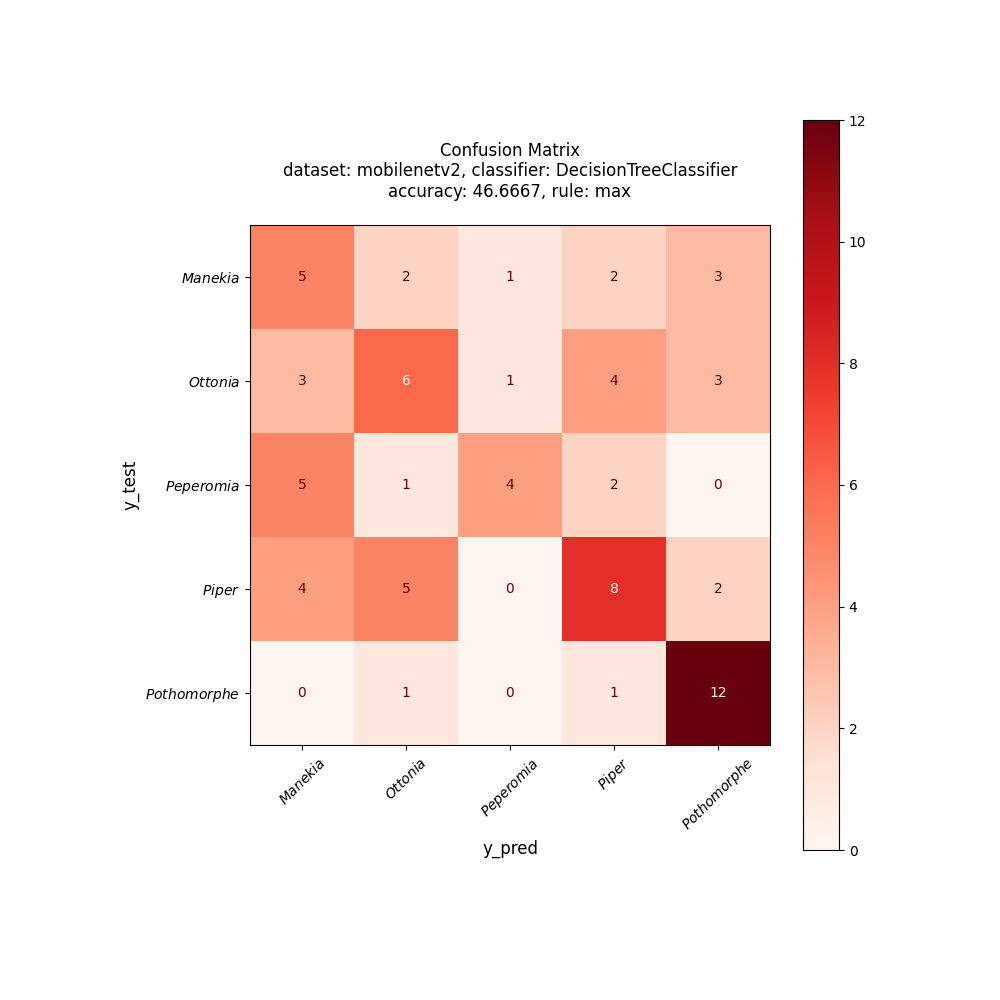 Confusion Matrix
dataset: mobilenetv2, classifier: DecisionTreeClassifier
accuracy: 46.6667, rule: max
y_test
Manekia 5 2 1 2 3
Ottonia 3 6 1 4 3
Peperomia 5 1 4 2 0
Piper 4 5 0 8 2
Pothomorphe 0 1 0 1 12
Manekia Ottonia Peperomia Piper Pothomorphe
y_pred
12
10
8
6
4
2
0